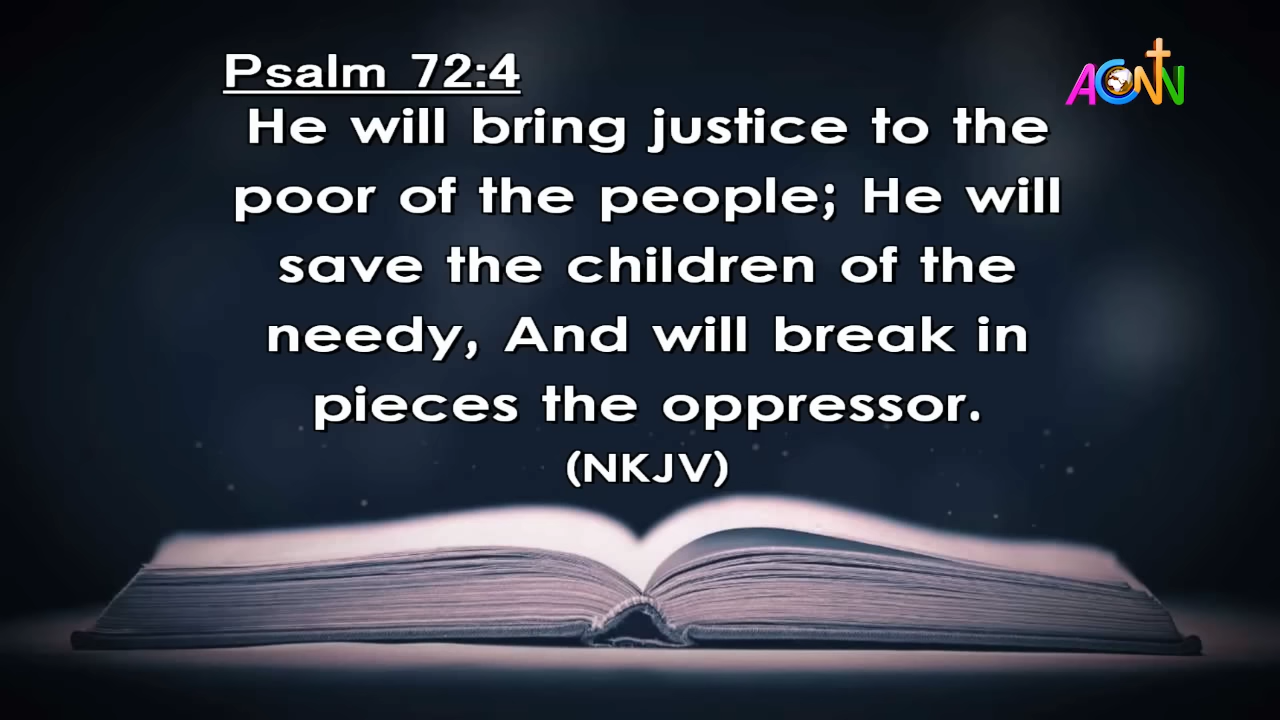 Psalm 72:4
ACNN
He will bring justice to the
poor of the people; He will
save the children of the
needy, And will break in
pieces the oppressor.
(NKJV)